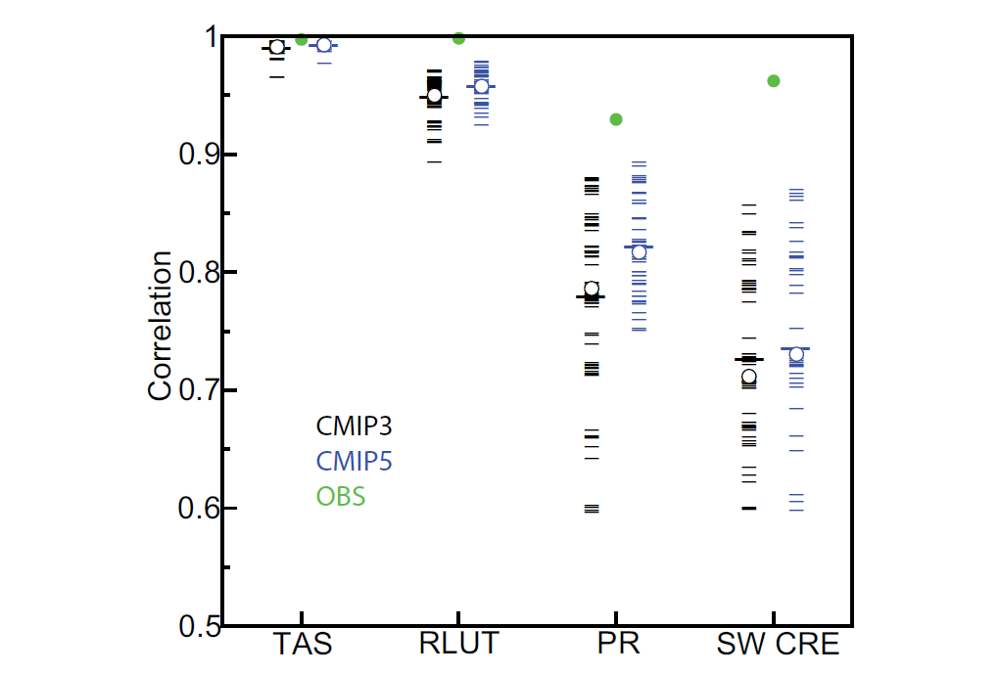 1
0.9
0.8
0.7
0.6
0.5
Correlation
CMIP3
CMIP5
OBS
TAS RLUT PR SW CRE